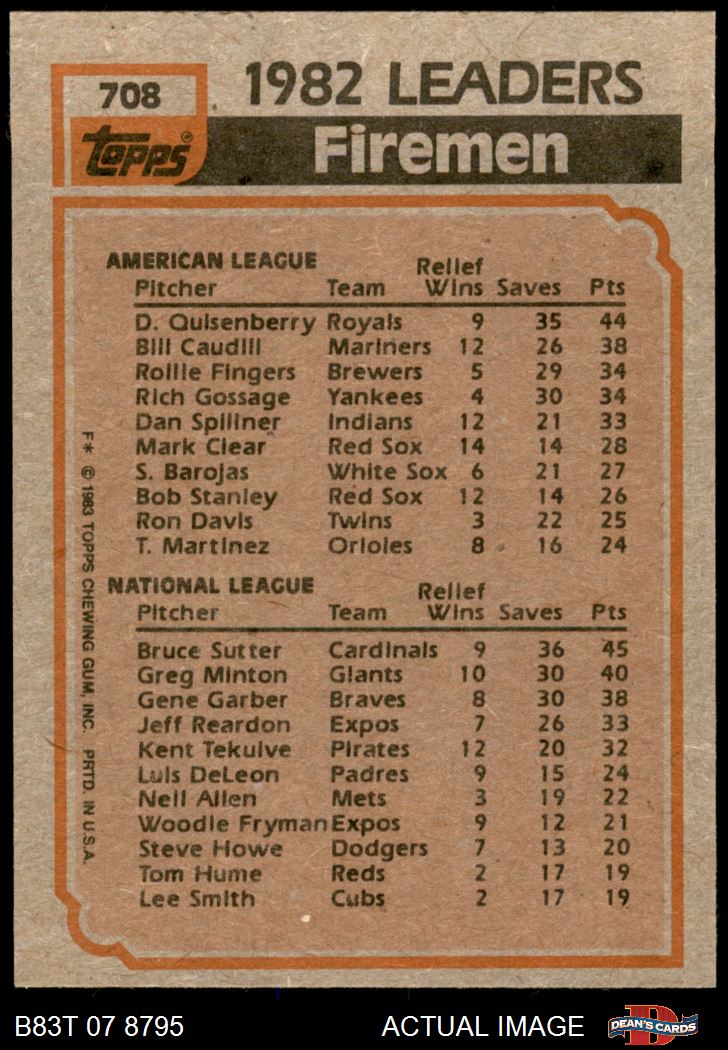 708 1982 LEADERS
Topps® Firemen
AMERICAN LEAGUE Relief
Pitcher Team Wins Saves Pts
D. Quisenberry Royals 9 35 44
Bill Caudill Mariners 12 26 38
Rollie Fingers Brewers 5 29 34
Rich Gossage Yankees 4 30 34
Dan Spillner Indians 12 21 33
Mark Clear Red Sox 14 14 28
S. Barojas White Sox 6 21 27
Bob Stanley Red Sox 12 14 26
Ron Davis Twins 3 22 25
T. Martinez Orioles 8 16 24
NATIONAL LEAGUE Relief
Pitcher Team Wins Saves Pts
Bruce Sutter Cardinals 9 36 45
Greg Minton Giants 10 30 40
Gene Garber Braves 8 30 38
Jeff Reardon Expos 7 26 33
Kent Tekulve Pirates 12 20 32
Luis DeLeon Padres 9 15 24
Neil Allen Mets 3 19 22
Woodie Fryman Expos 9 12 21
Steve Howe Dodgers 7 13 20
Tom Hume Reds 2 17 19
Lee Smith Cubs 2 17 19
F* © 1983 TOPPS CHEWING GUM, INC. PRTD. IN U.S.A.
B83T 07 8795 ACTUAL IMAGE D DEAN'S CARDS